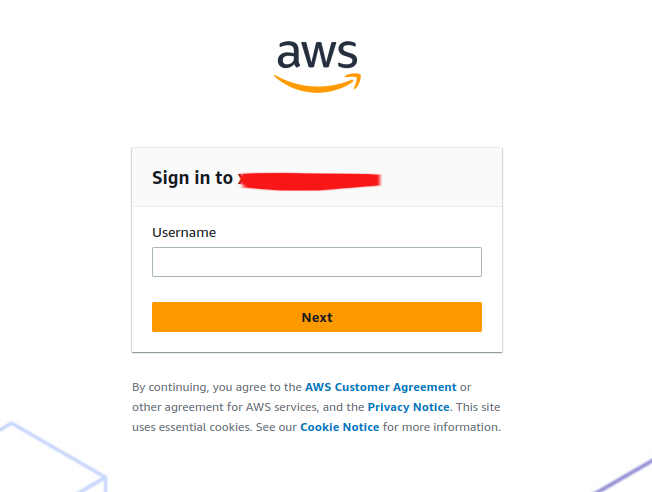 aws
Sign in to
Username
Next
By continuing, you agree to the AWS Customer Agreement or
other agreement for AWS services, and the Privacy Notice. This site
uses essential cookies. See our Cookie Notice for more information.